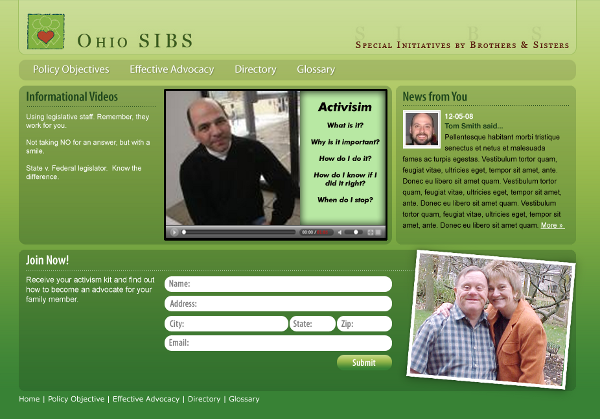 Ohio SIBS
S I B S
Special Initiatives by Brothers & Sisters
Policy Objectives Effective Advocacy Directory Glossary
Informational Videos
Using legislative staff. Remember, they
work for you.
Not taking NO for an answer, but with a
smile.
State v. Federal legislator. Know the
difference.
Activisim
What is it?
Why is it important?
How do I do it?
How do I know if I
did it right?
When do I stop?
News from You
12-05-08
Tom Smith said...
Pellentesque habitant morbi tristique
senectus et netus et malesuada
fames ac turpis egestas. Vestibulum tortor quam,
feugiat vitae, ultricies eget, tempor sit amet, ante.
Donec eu libero sit amet quam. Vestibulum tortor
quam, feugiat vitae, ultricies eget, tempor sit amet,
ante. Donec eu libero sit amet quam. Vestibulum
tortor quam, feugiat vitae, ultricies eget, tempor sit
amet, ante. Donec eu libero sit amet quam. More »
Join Now!
Receive your activism kit and find out
how to become an advocate for your
family member.
Name:
Address:
City: State: Zip:
Email:
Submit
Home | Policy Objective | Effective Advocacy | Directory | Glossary